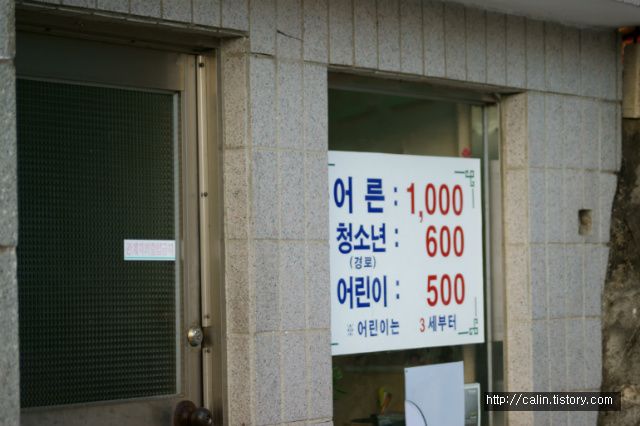 어 른 : 1,000
청소년 : 600
(경로)
어린이 : 500
※ 어린이는 3세부터
http://calin.tistory.com